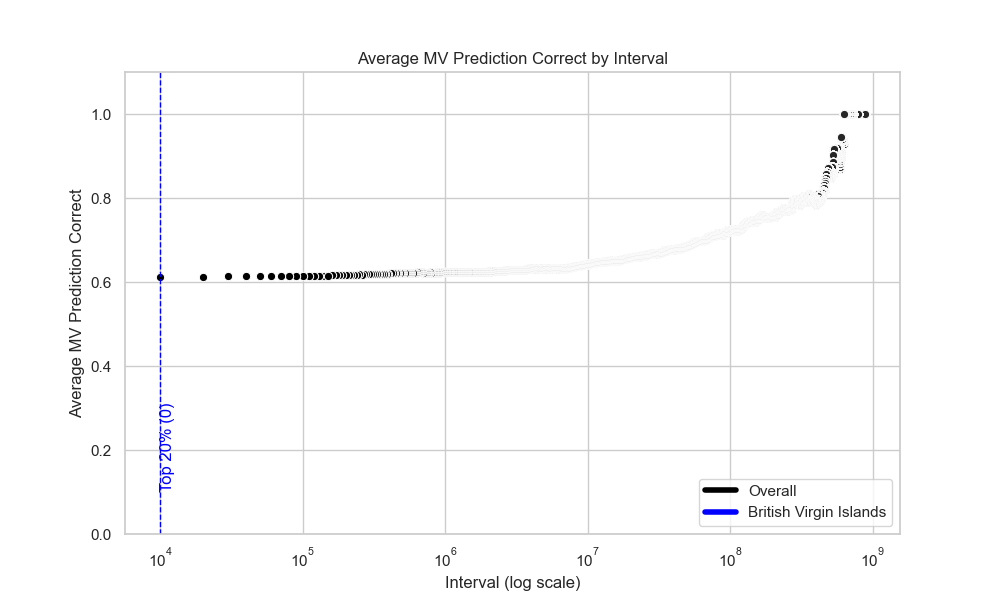 Average MV Prediction Correct by Interval
Average MV Prediction Correct
1.0
0.8
0.6
0.4
0.2
0.0
Top 20% (0)
Overall
British Virgin Islands
10^4
10^5
10^6
10^7
10^8
10^9
Interval (log scale)